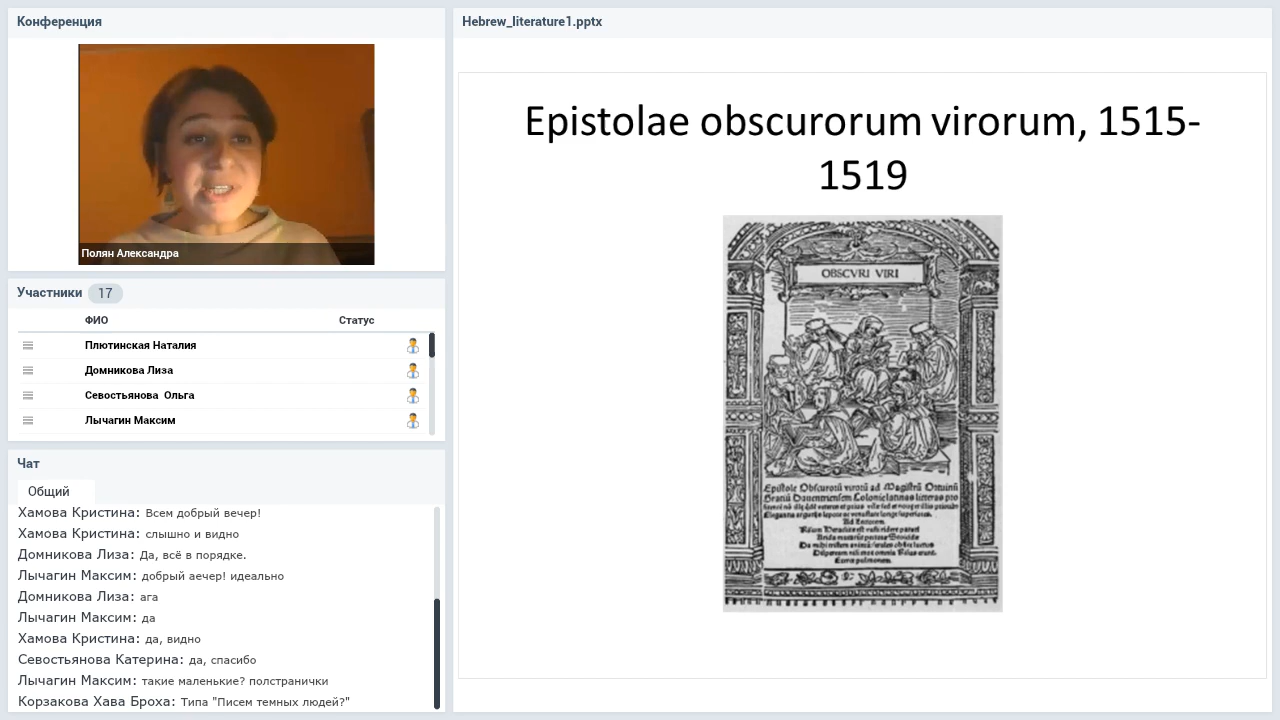 Конференция
Полян Александра
Участники 17
ФИО Статус
Плютинская Наталия
Домникова Лиза
Севостьянова Ольга
Лычагин Максим
Чат
Общий
Хамова Кристина: Всем добрый вечер!
Хамова Кристина: слышно и видно
Домникова Лиза: Да, всё в порядке.
Лычагин Максим: добрый аечер! идеально
Домникова Лиза: ага
Лычагин Максим: да
Хамова Кристина: да, видно
Севостьянова Катерина: да, спасибо
Лычагин Максим: такие маленькие? полстранички
Корзакова Хава Броха: Типа "Писем темных людей?"
Hebrew_literature1.pptx
Epistolae obscurorum virorum, 1515-
1519
OBSCVRI VIRI